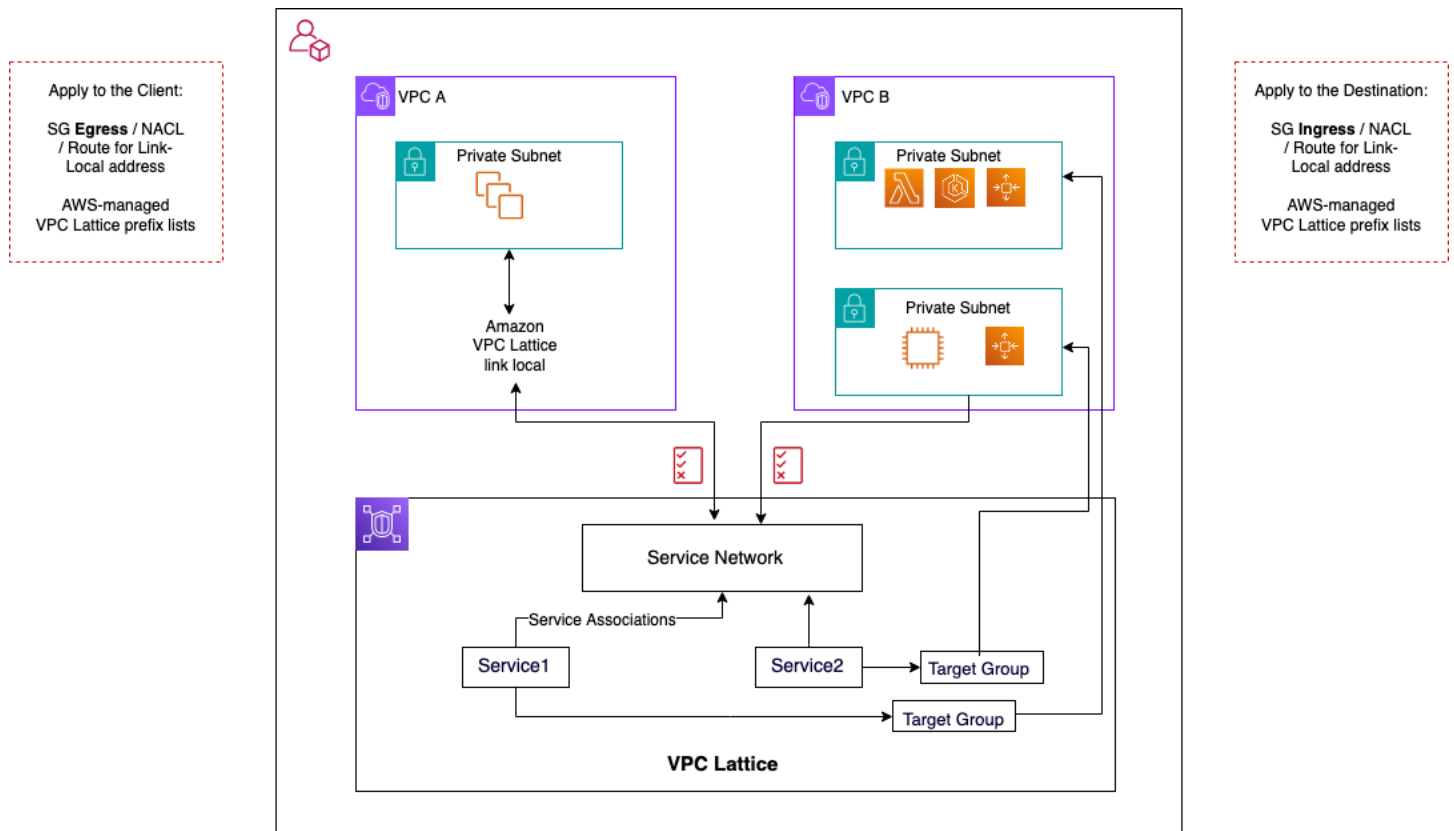 Apply to the Client:
SG Egress / NACL
/ Route for Link-
Local address
AWS-managed
VPC Lattice prefix lists
VPC A
Private Subnet
Amazon
VPC Lattice
link local
VPC B
Private Subnet
Private Subnet
Apply to the Destination:
SG Ingress / NACL
/ Route for Link-
Local address
AWS-managed
VPC Lattice prefix lists
Service Network
Service Associations
Service1
Service2
Target Group
Target Group
VPC Lattice